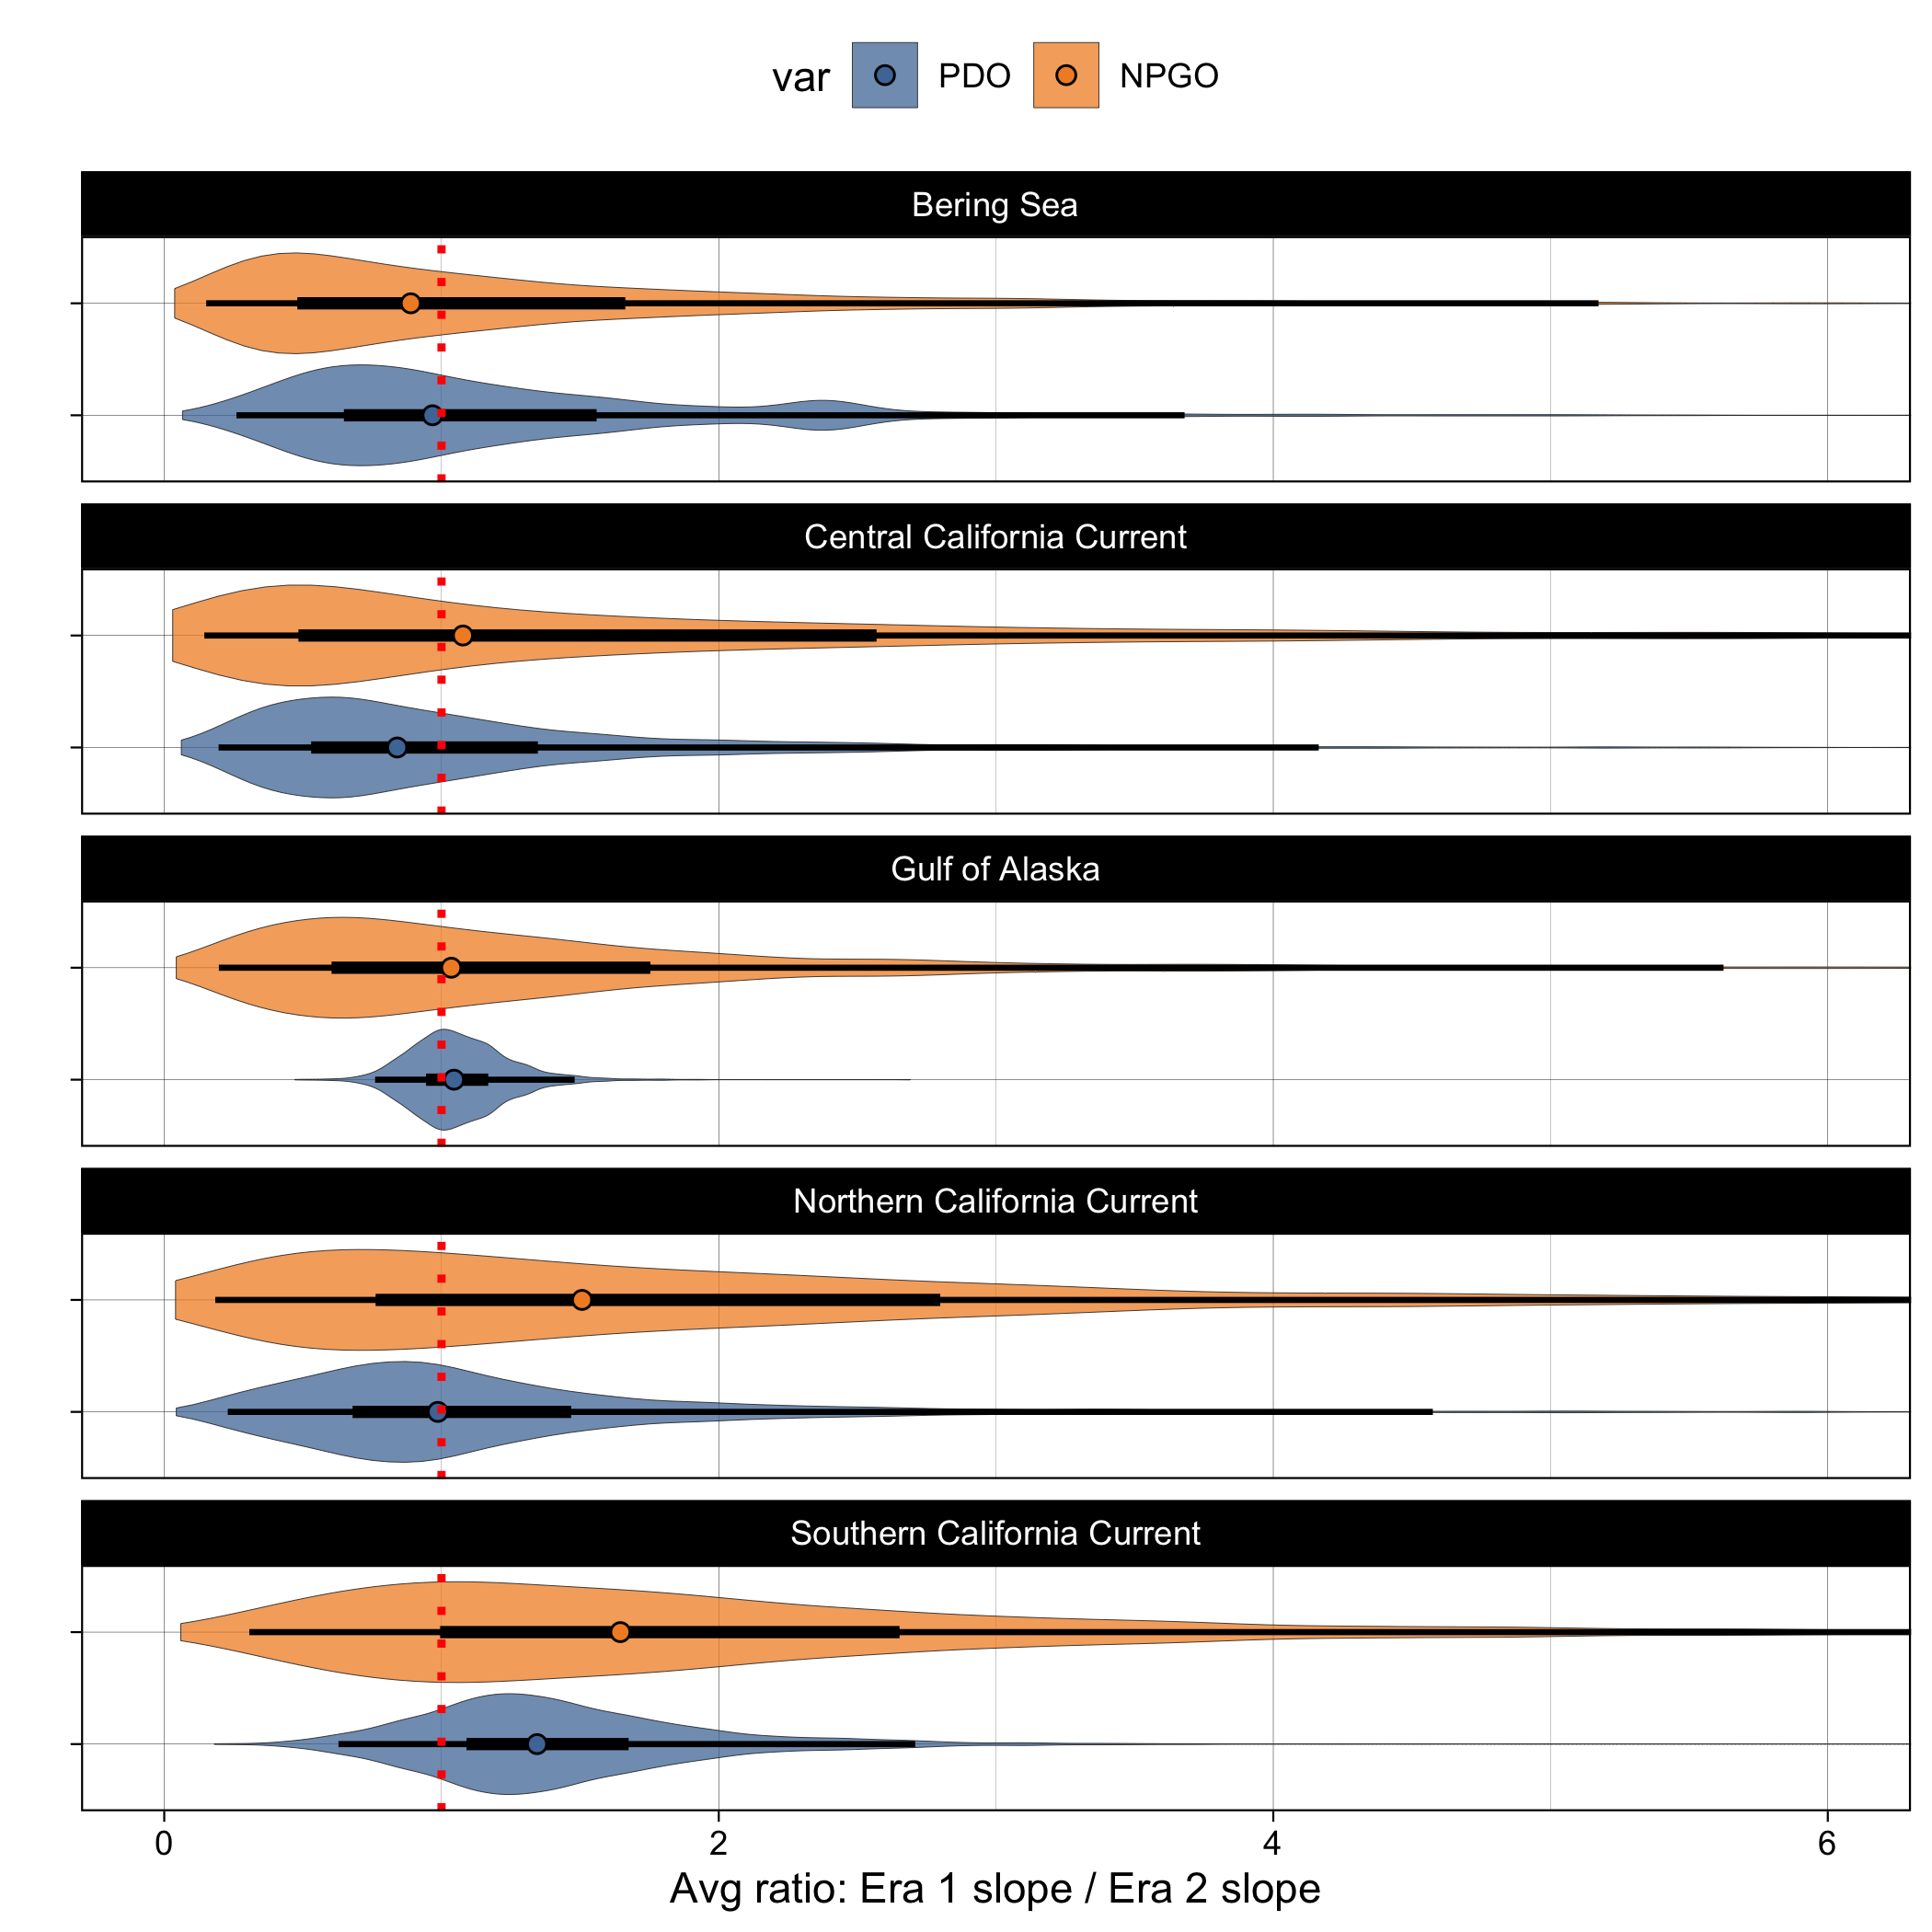 var PDO NPGO
Bering Sea
Central California Current
Gulf of Alaska
Northern California Current
Southern California Current
0 2 4 6
Avg ratio: Era 1 slope / Era 2 slope